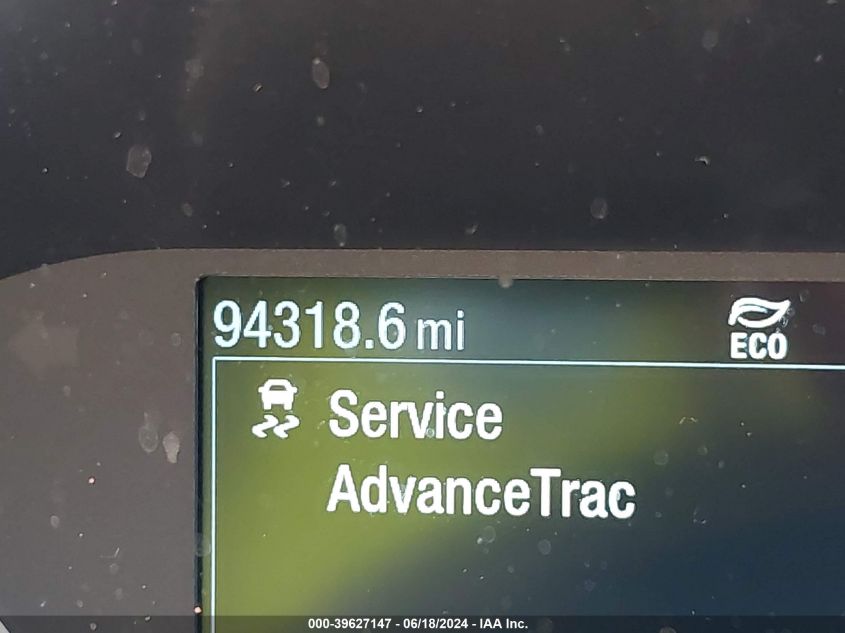 94318.6 mi
ECO
Service
AdvanceTrac
000-39627147 - 06/18/2024 - IAA Inc.